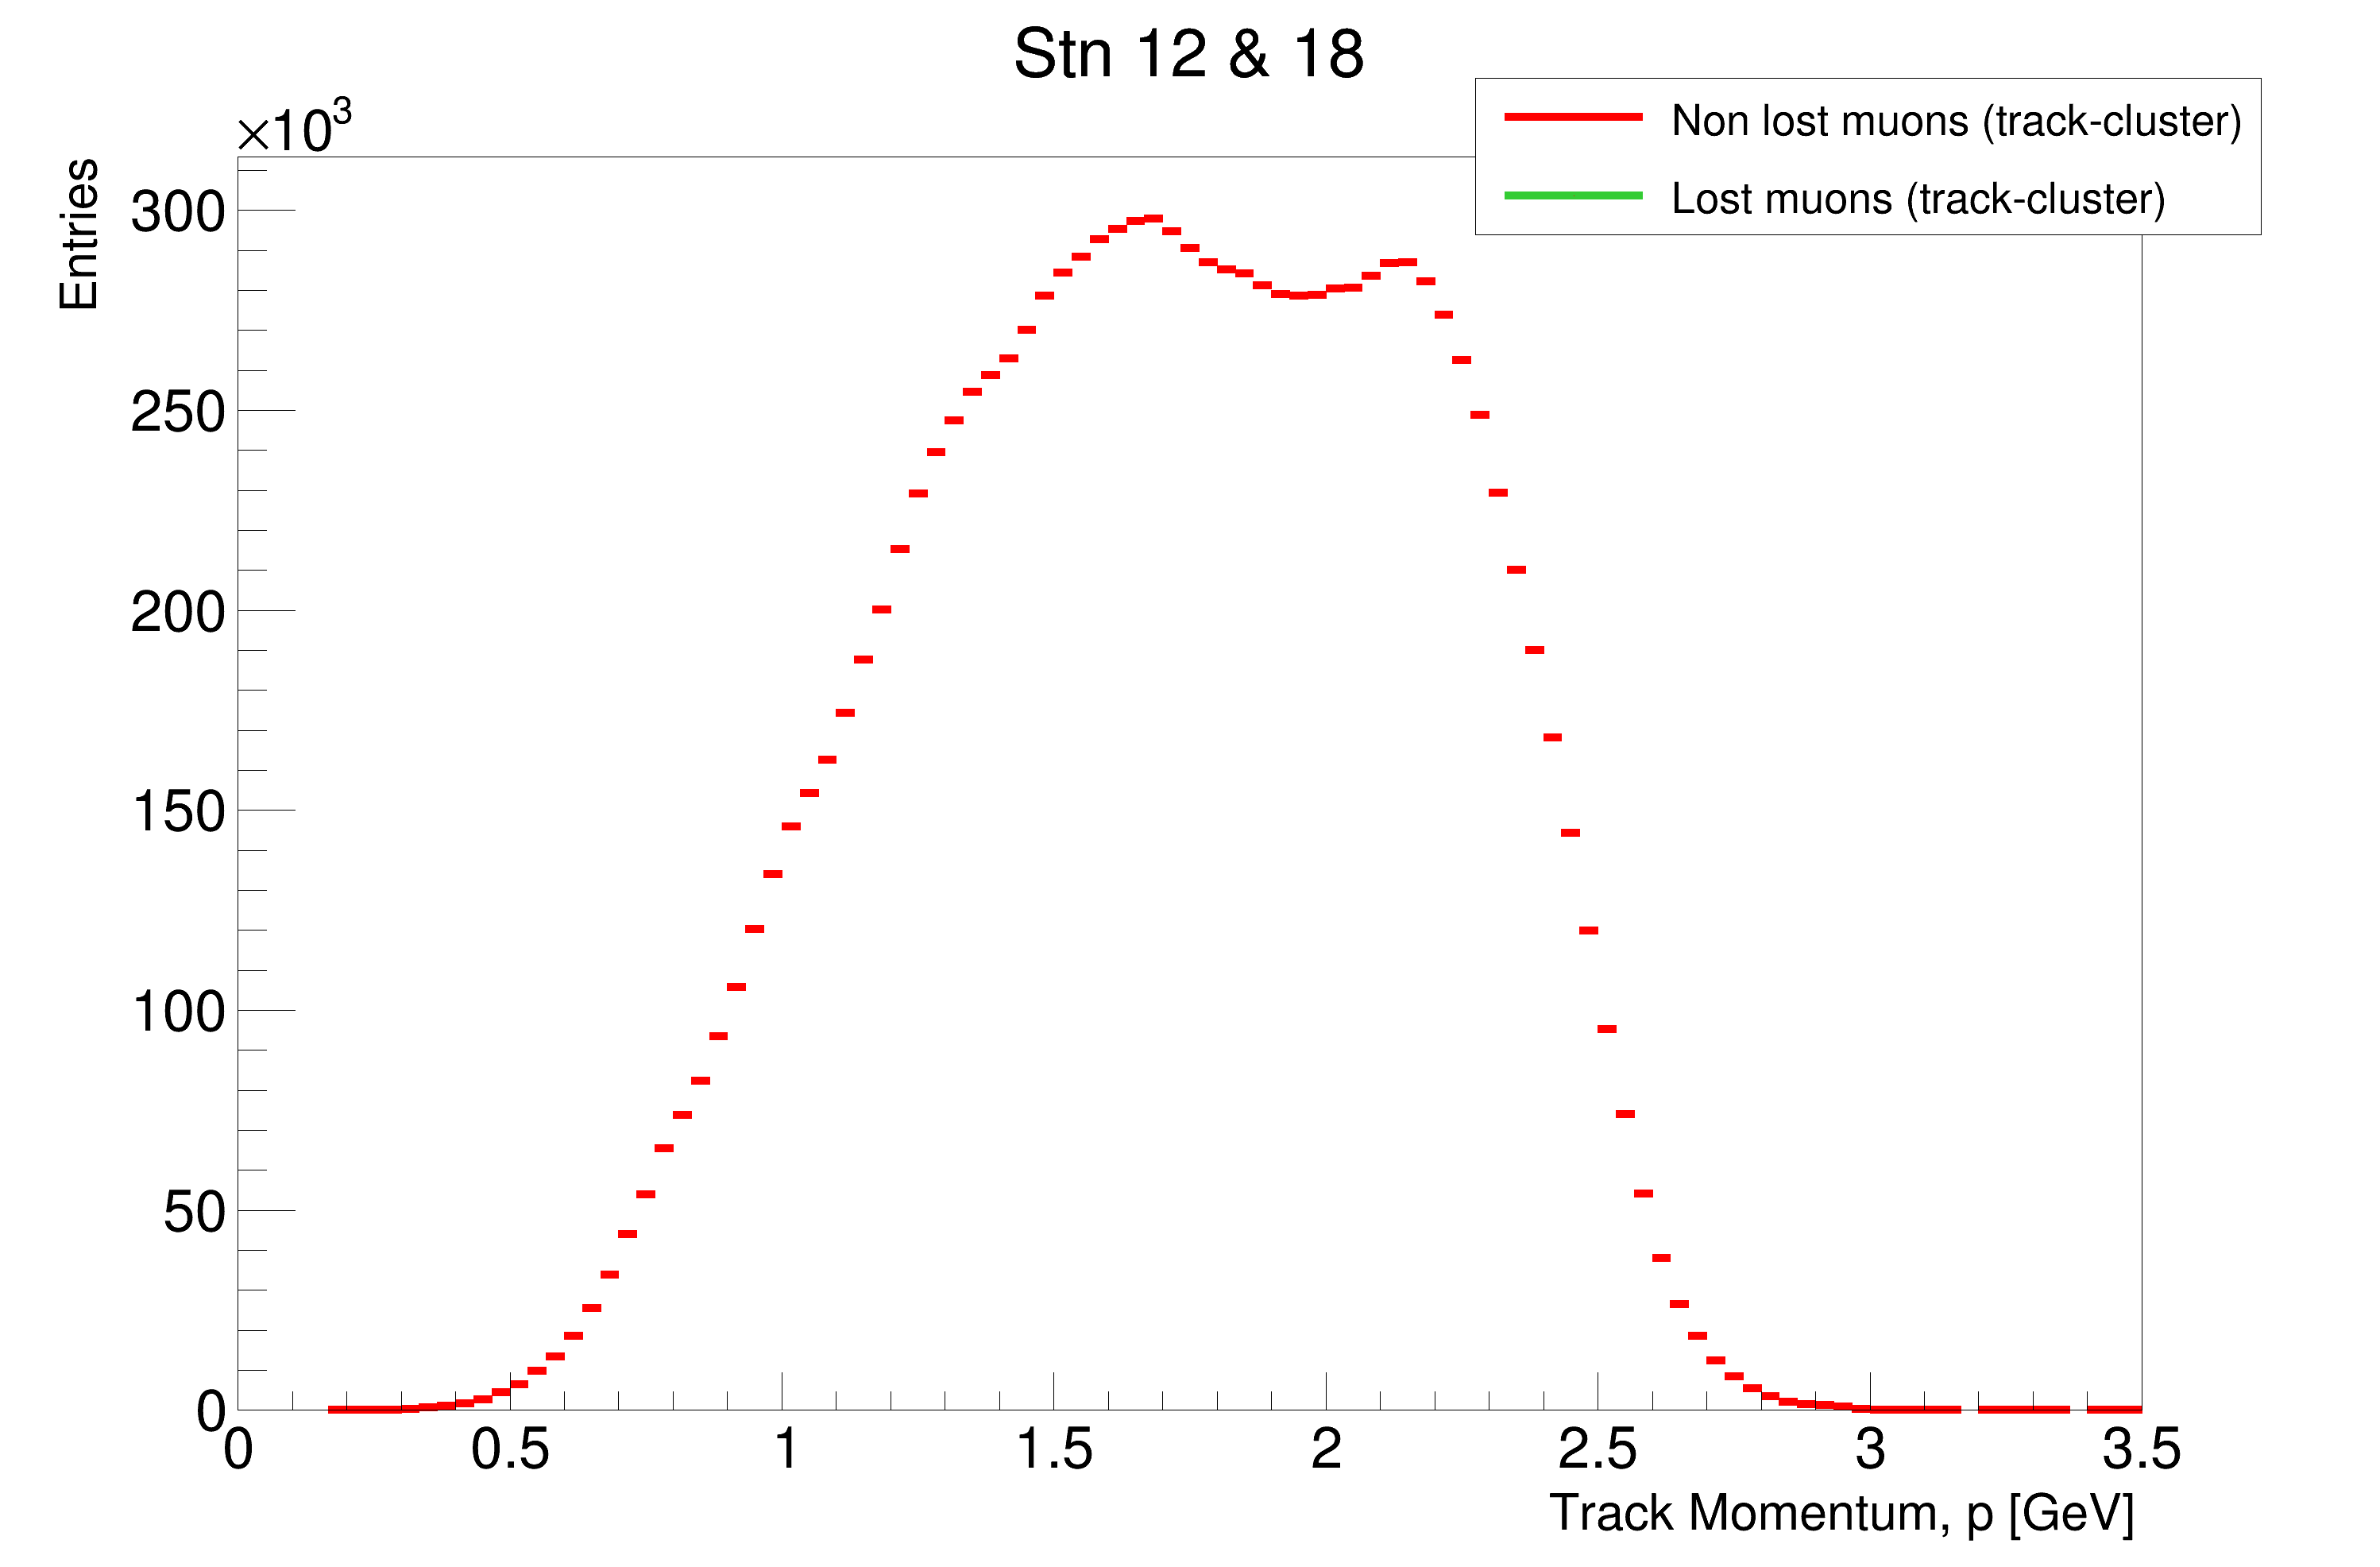 Stn 12 & 18
×10³
Non lost muons (track-cluster)
Lost muons (track-cluster)
Entries
300
250
200
150
100
50
0
0 0.5 1 1.5 2 2.5 3 3.5
Track Momentum, p [GeV]